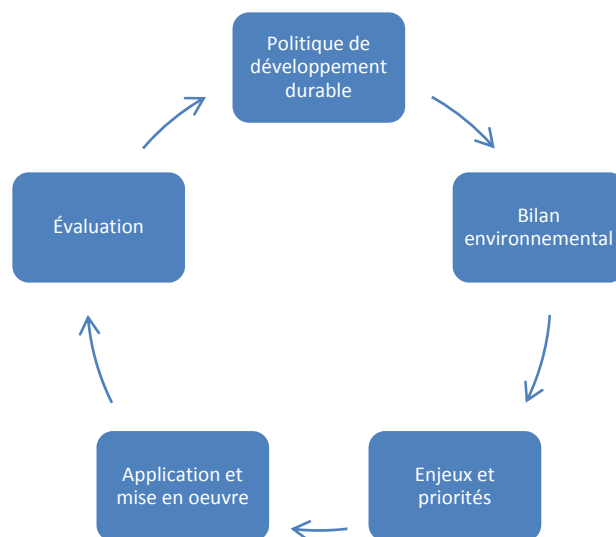 Politique de
développement
durable
Bilan
environnemental
Enjeux et
priorités
Application et
mise en oeuvre
Évaluation